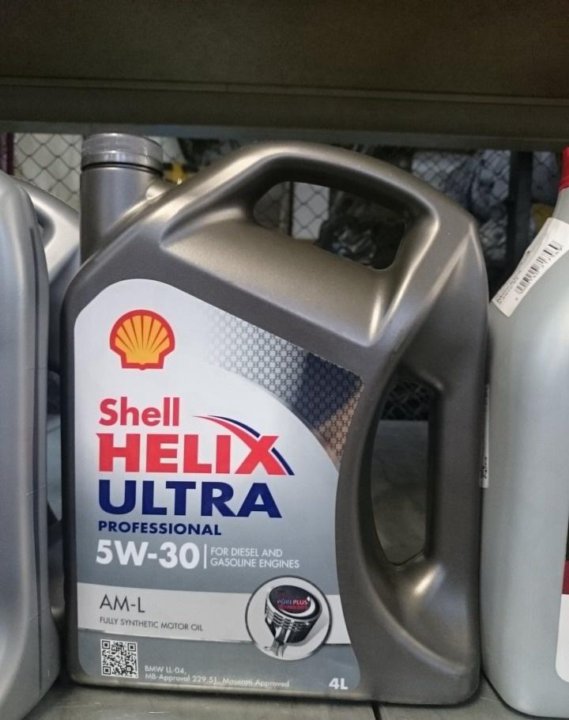 Shell
HELIX
ULTRA
PROFESSIONAL
5W-30
FOR DIESEL AND
GASOLINE ENGINES
AM-L
FULLY SYNTHETIC MOTOR OIL
PUREPLUS
BMW LL-04,
MB-Approval 229.51, Maserati Approved
4L